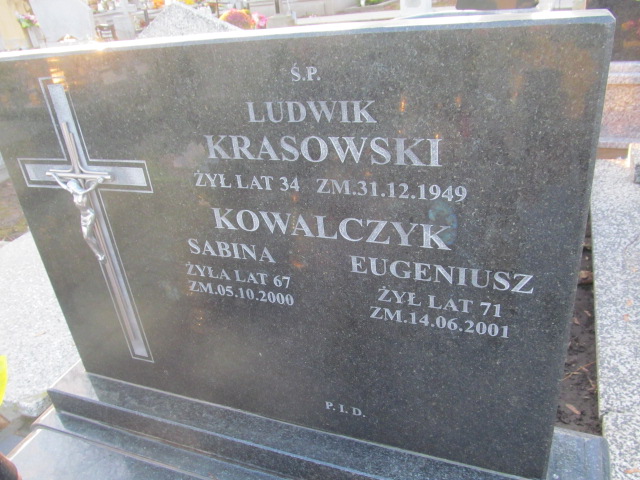 Ś.P.
LUDWIK
KRASOWSKI
ŻYŁ LAT 34 ZM.31.12.1949
KOWALCZYK
SABINA
ŻYŁA LAT 67
ZM.05.10.2000
EUGENIUSZ
ŻYŁ LAT 71
ZM.14.06.2001
P. I. D.